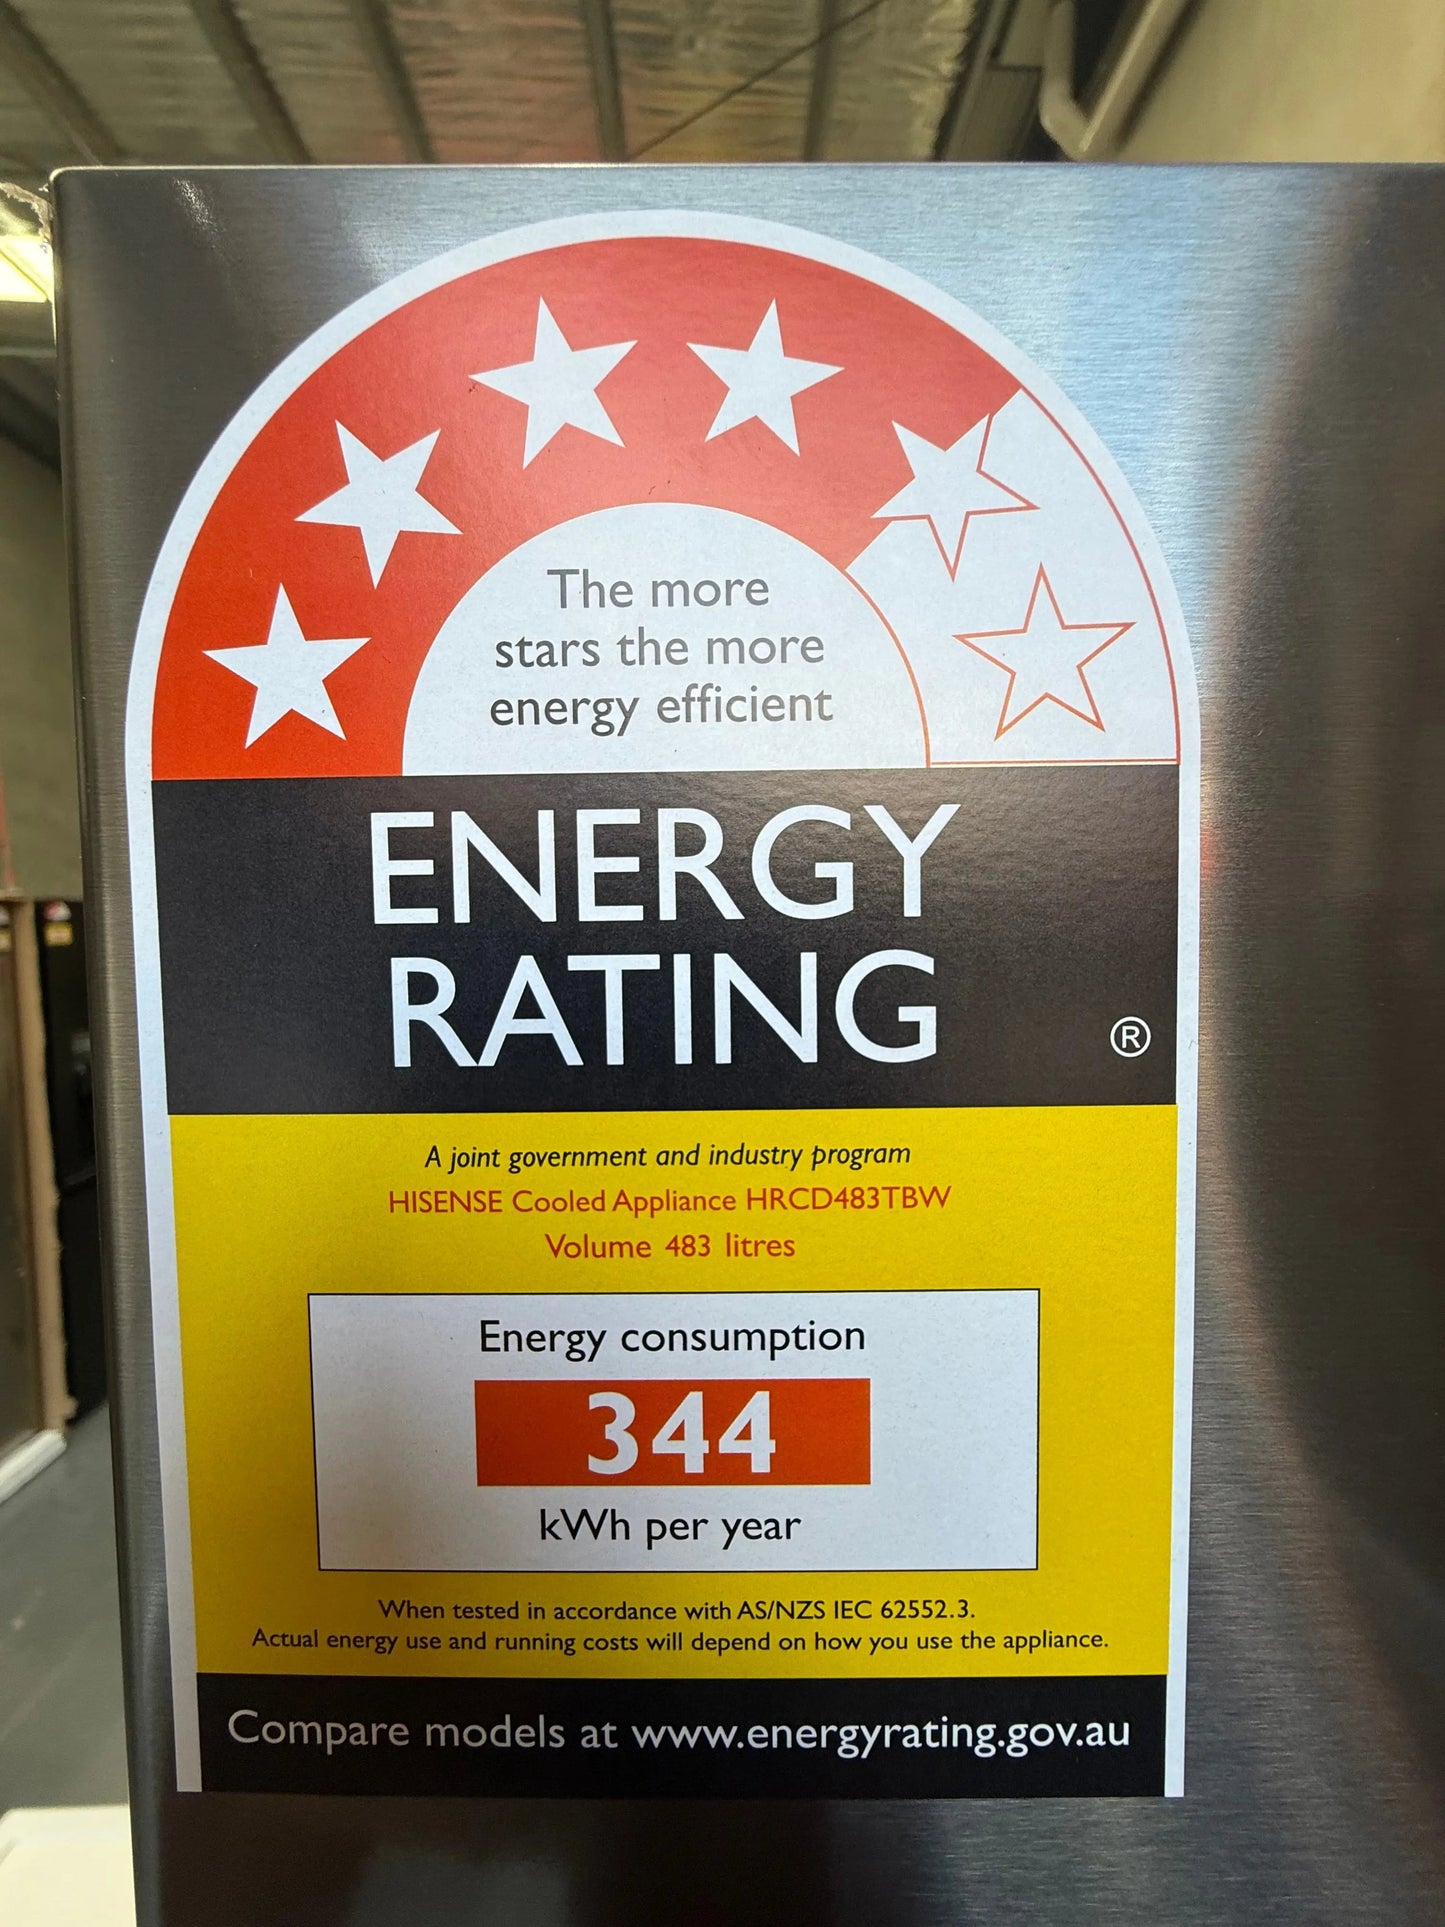 The more
stars the more
energy efficient
ENERGY
RATING
®
A joint government and industry program
HISENSE Cooled Appliance HRCD483TBW
Volume 483 litres
Energy consumption
344
kWh per year
When tested in accordance with AS/NZS IEC 62552.3.
Actual energy use and running costs will depend on how you use the appliance.
Compare models at www.energyrating.gov.au